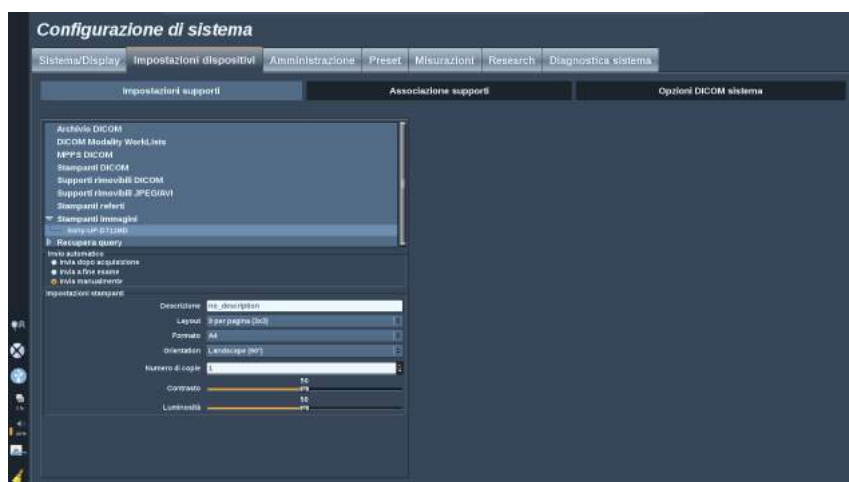 Configurazione di sistema
Sistema/Display Impostazioni dispositivi Amministrazione Preset Misurazioni Research Diagnostica sistema
Impostazioni supporti Associazione supporti Opzioni DICOM sistema
Archivio DICOM
DICOM Modality WorkLists
MPPS DICOM
Stampanti DICOM
Supporti rimovibili DICOM
Supporti rimovibili JPEG/AVI
Stampanti referti
Stampanti immagini
Sony-UP-D711MD
Recupera query
Invio automatico
Invia dopo acquisizione
Invia a fine esame
Invia manualmente
Impostazioni stampanti
Descrizione no_description
Layout 9 per pagina (3x3)
Formato A4
Orientation Landscape (90°)
Numero di copie 1
50
Contrasto
50
Luminosità